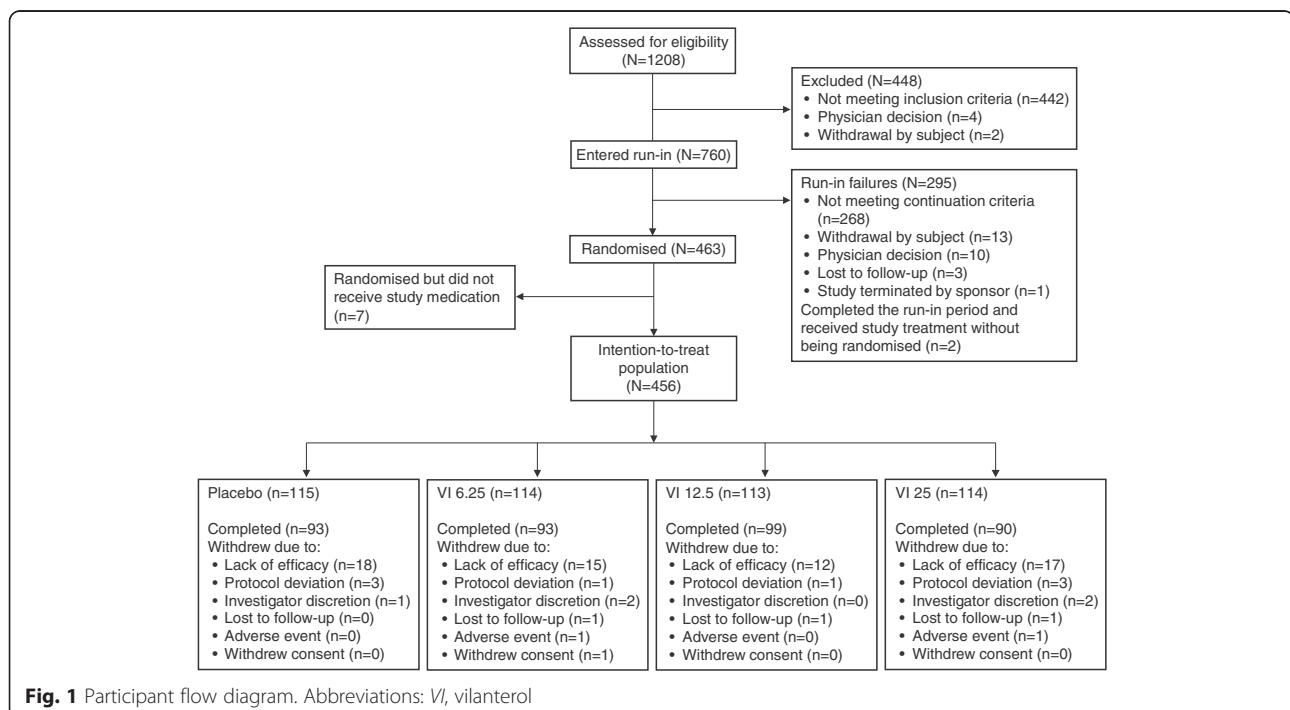 Assessed for eligibility
(N=1208)
Excluded (N=448)
• Not meeting inclusion criteria (n=442)
• Physician decision (n=4)
• Withdrawal by subject (n=2)
Entered run-in (N=760)
Run-in failures (N=295)
• Not meeting continuation criteria
(n=268)
• Withdrawal by subject (n=13)
• Physician decision (n=10)
• Lost to follow-up (n=3)
• Study terminated by sponsor (n=1)
Completed the run-in period and
received study treatment without
being randomised (n=2)
Randomised (N=463)
Randomised but did not
receive study medication
(n=7)
Intention-to-treat
population
(N=456)
Placebo (n=115)
Completed (n=93)
Withdrew due to:
• Lack of efficacy (n=18)
• Protocol deviation (n=3)
• Investigator discretion (n=1)
• Lost to follow-up (n=0)
• Adverse event (n=0)
• Withdrew consent (n=0)
VI 6.25 (n=114)
Completed (n=93)
Withdrew due to:
• Lack of efficacy (n=15)
• Protocol deviation (n=1)
• Investigator discretion (n=2)
• Lost to follow-up (n=1)
• Adverse event (n=1)
• Withdrew consent (n=1)
VI 12.5 (n=113)
Completed (n=99)
Withdrew due to:
• Lack of efficacy (n=12)
• Protocol deviation (n=1)
• Investigator discretion (n=0)
• Lost to follow-up (n=1)
• Adverse event (n=0)
• Withdrew consent (n=0)
VI 25 (n=114)
Completed (n=90)
Withdrew due to:
• Lack of efficacy (n=17)
• Protocol deviation (n=3)
• Investigator discretion (n=2)
• Lost to follow-up (n=1)
• Adverse event (n=1)
• Withdrew consent (n=0)
Fig. 1 Participant flow diagram. Abbreviations: VI, vilanterol